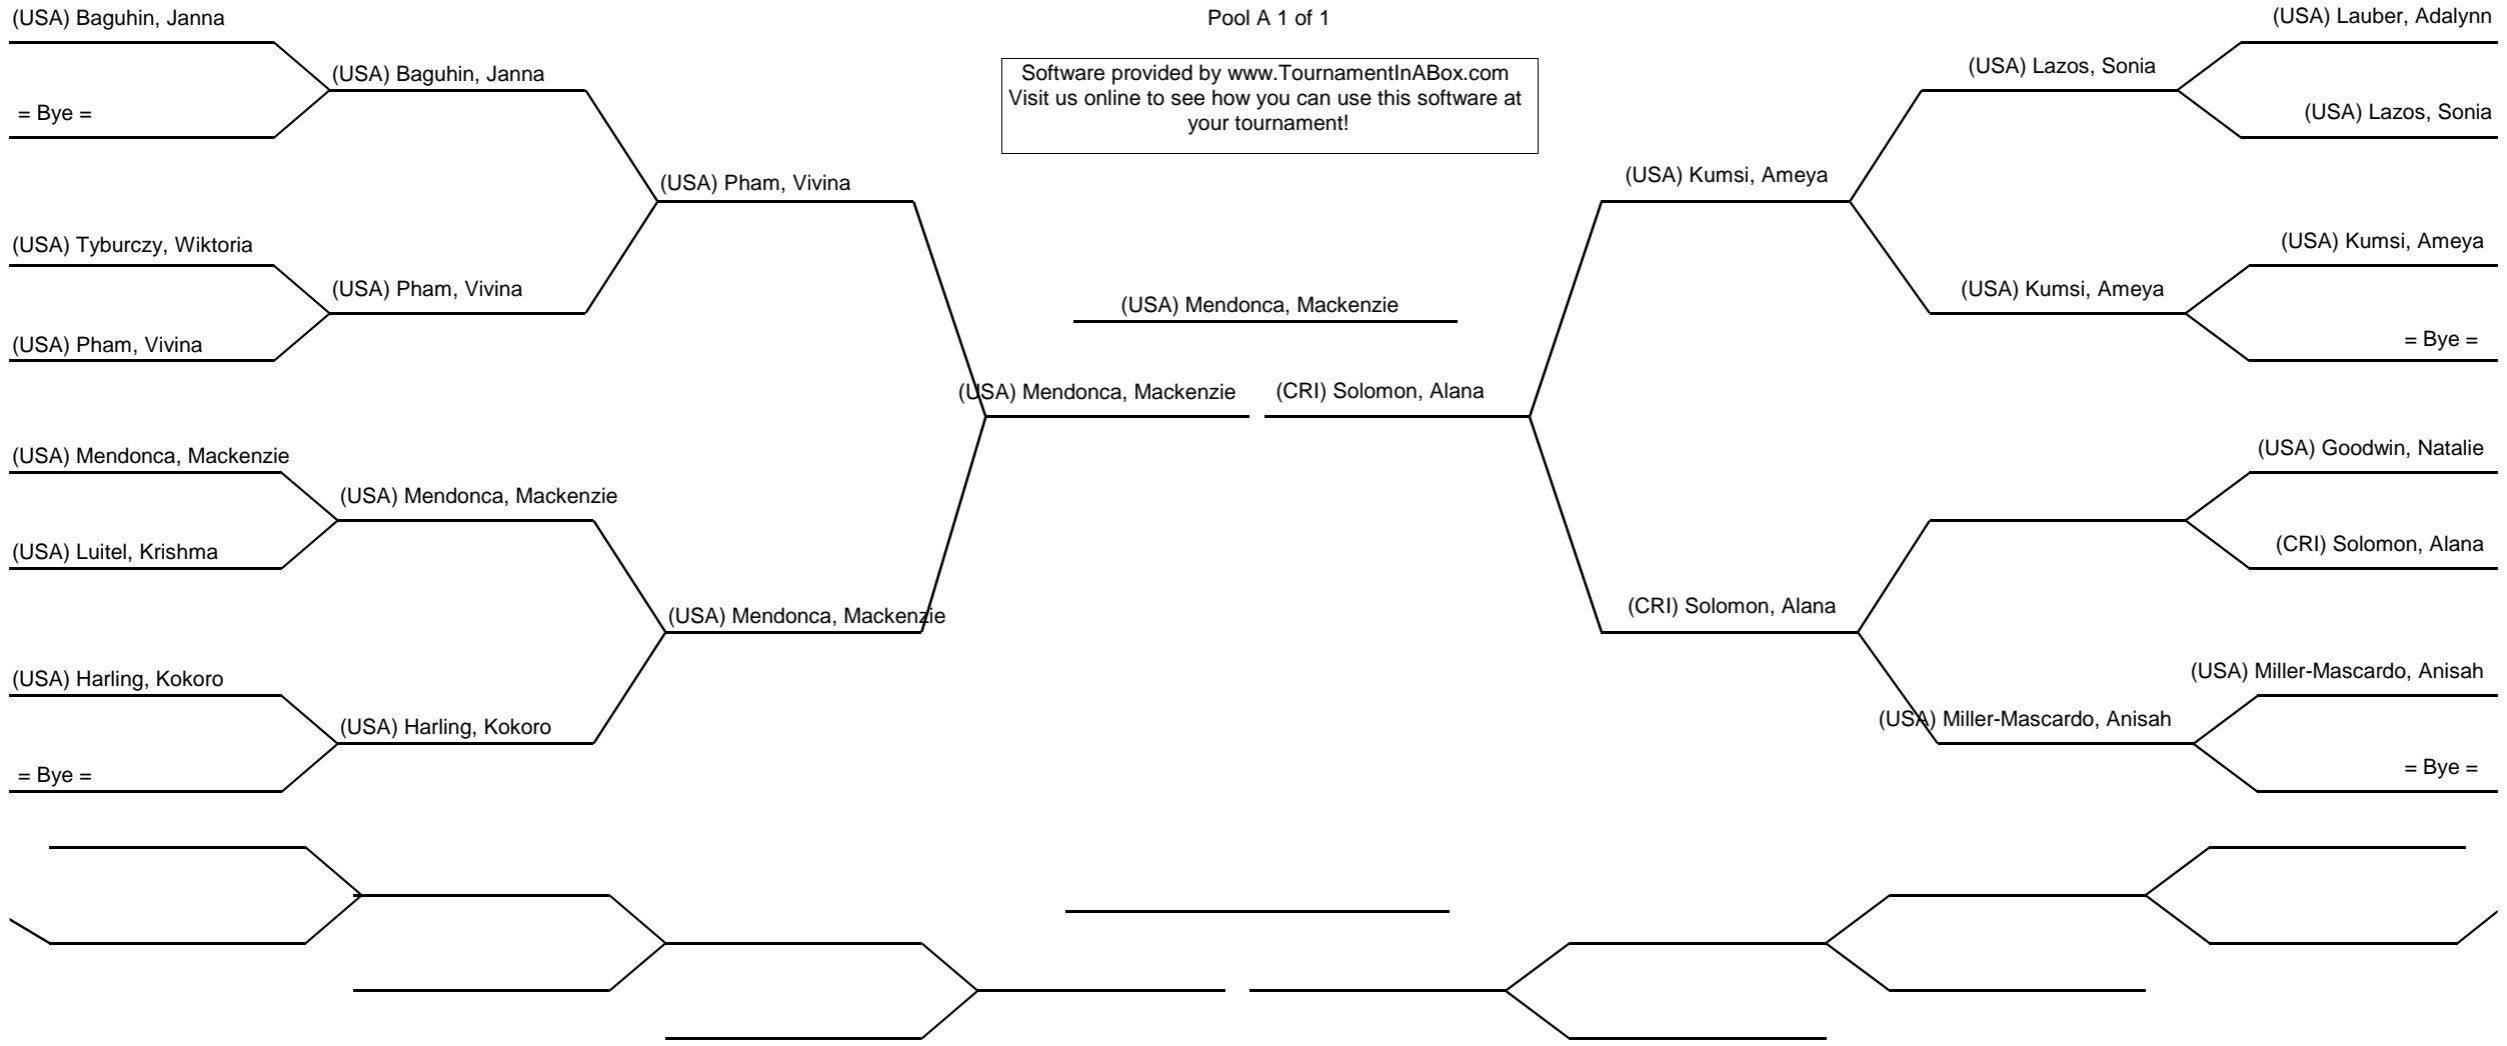 (USA) Baguhin, Janna
= Bye =
(USA) Tyburczy, Wiktoria
(USA) Pham, Vivina
(USA) Mendonca, Mackenzie
(USA) Luitel, Krishma
(USA) Harling, Kokoro
= Bye =
(USA) Baguhin, Janna
(USA) Pham, Vivina
(USA) Mendonca, Mackenzie
(USA) Harling, Kokoro
(USA) Pham, Vivina
(USA) Mendonca, Mackenzie
Pool A 1 of 1
Software provided by www.TournamentInABox.com
Visit us online to see how you can use this software at
your tournament!
(USA) Mendonca, Mackenzie
(USA) Mendonca, Mackenzie
(CRI) Solomon, Alana
(USA) Kumsi, Ameya
(CRI) Solomon, Alana
(USA) Lazos, Sonia
(USA) Kumsi, Ameya
(USA) Miller-Mascardo, Anisah
(USA) Lauber, Adalynn
(USA) Lazos, Sonia
(USA) Kumsi, Ameya
= Bye =
(USA) Goodwin, Natalie
(CRI) Solomon, Alana
(USA) Miller-Mascardo, Anisah
= Bye =